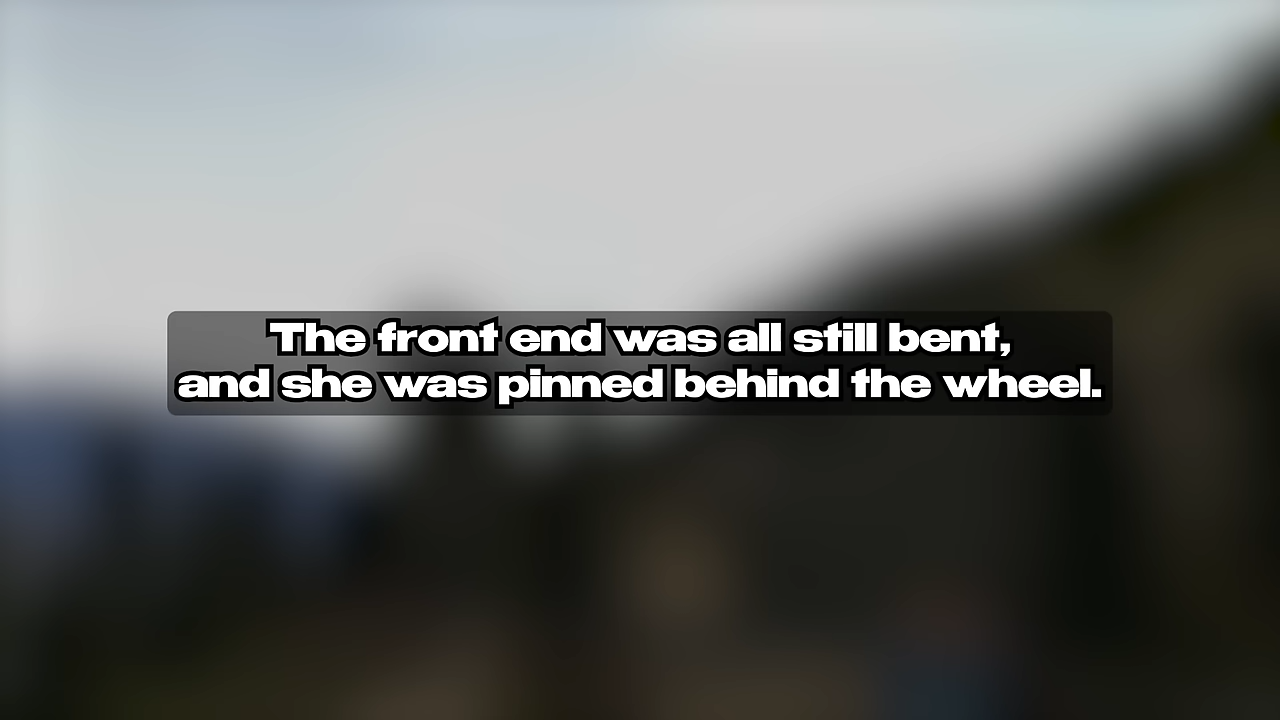 The front end was all still bent,
and she was pinned behind the wheel.